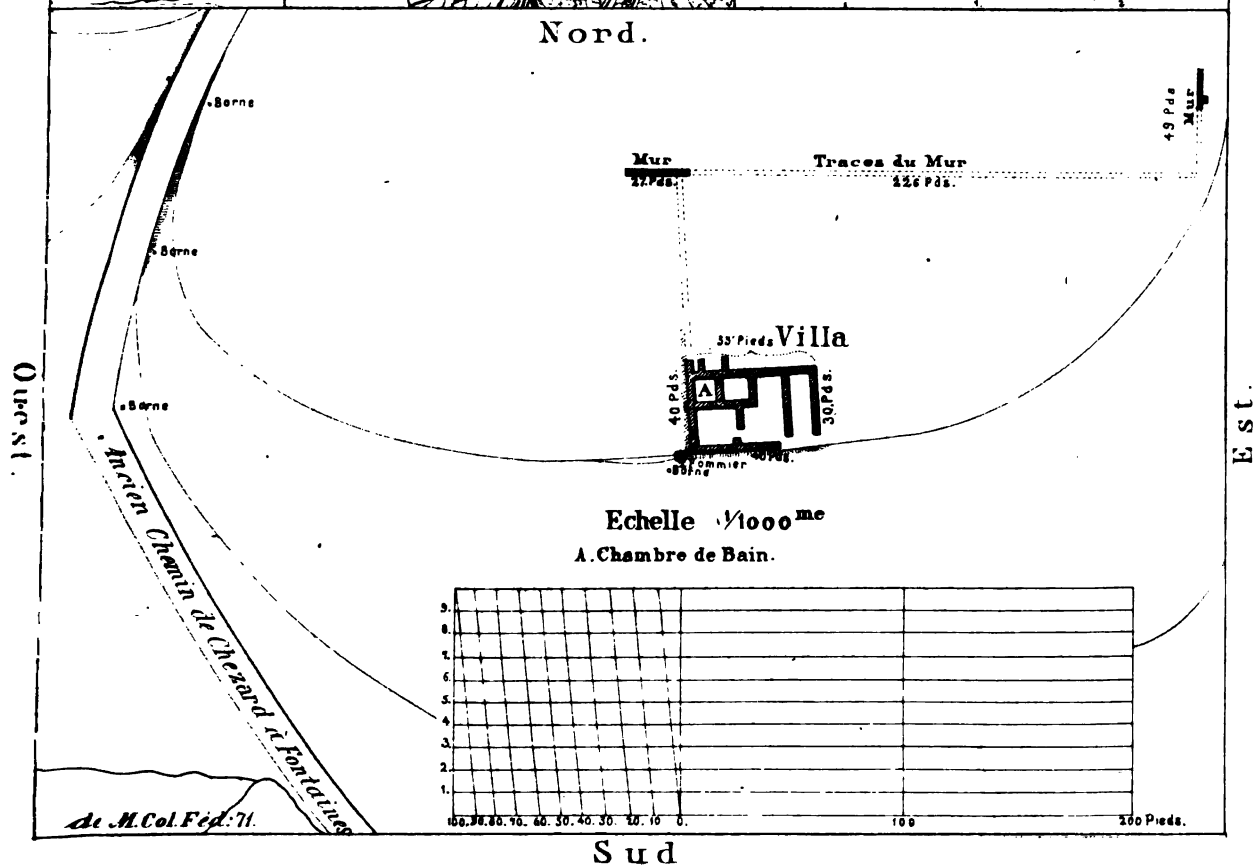 Nord.
Borne
49 Pds
Mur
Mur
27.Pds.
Traces du Mur
226 Pds.
Borne
33 Pieds
Villa
Ouest.
40 Pds.
A
30. Pds.
Est.
Borne
Pommier
40 Pds.
Borne
Ancien Chemin de Chezard à Fontaines
Echelle 1/1000me
A. Chambre de Bain.
9.
8.
7.
6.
5.
4.
3.
2.
1.
100. 90. 80. 70. 60. 50. 40. 30. 20. 10 0. 100 200 Pieds.
de M. Col. Féd: 71.
Sud